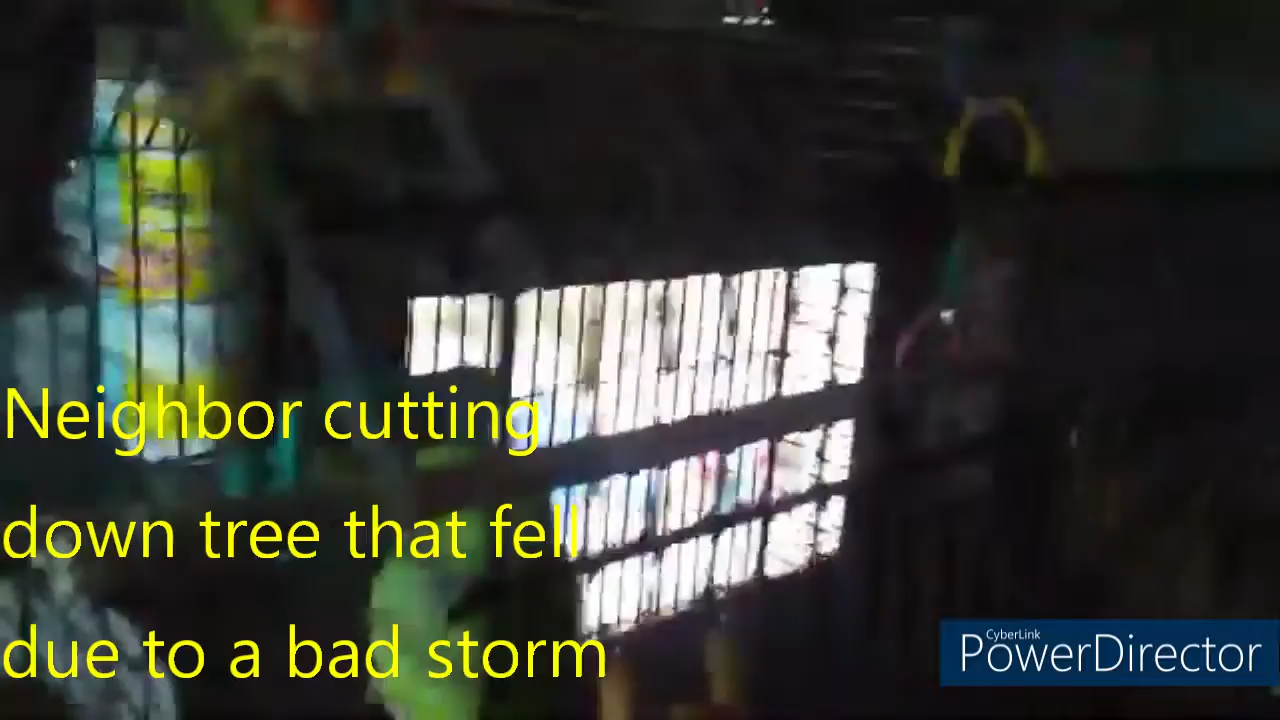 Neighbor cutting
down tree that fell
due to a bad storm
CyberLink
PowerDirector